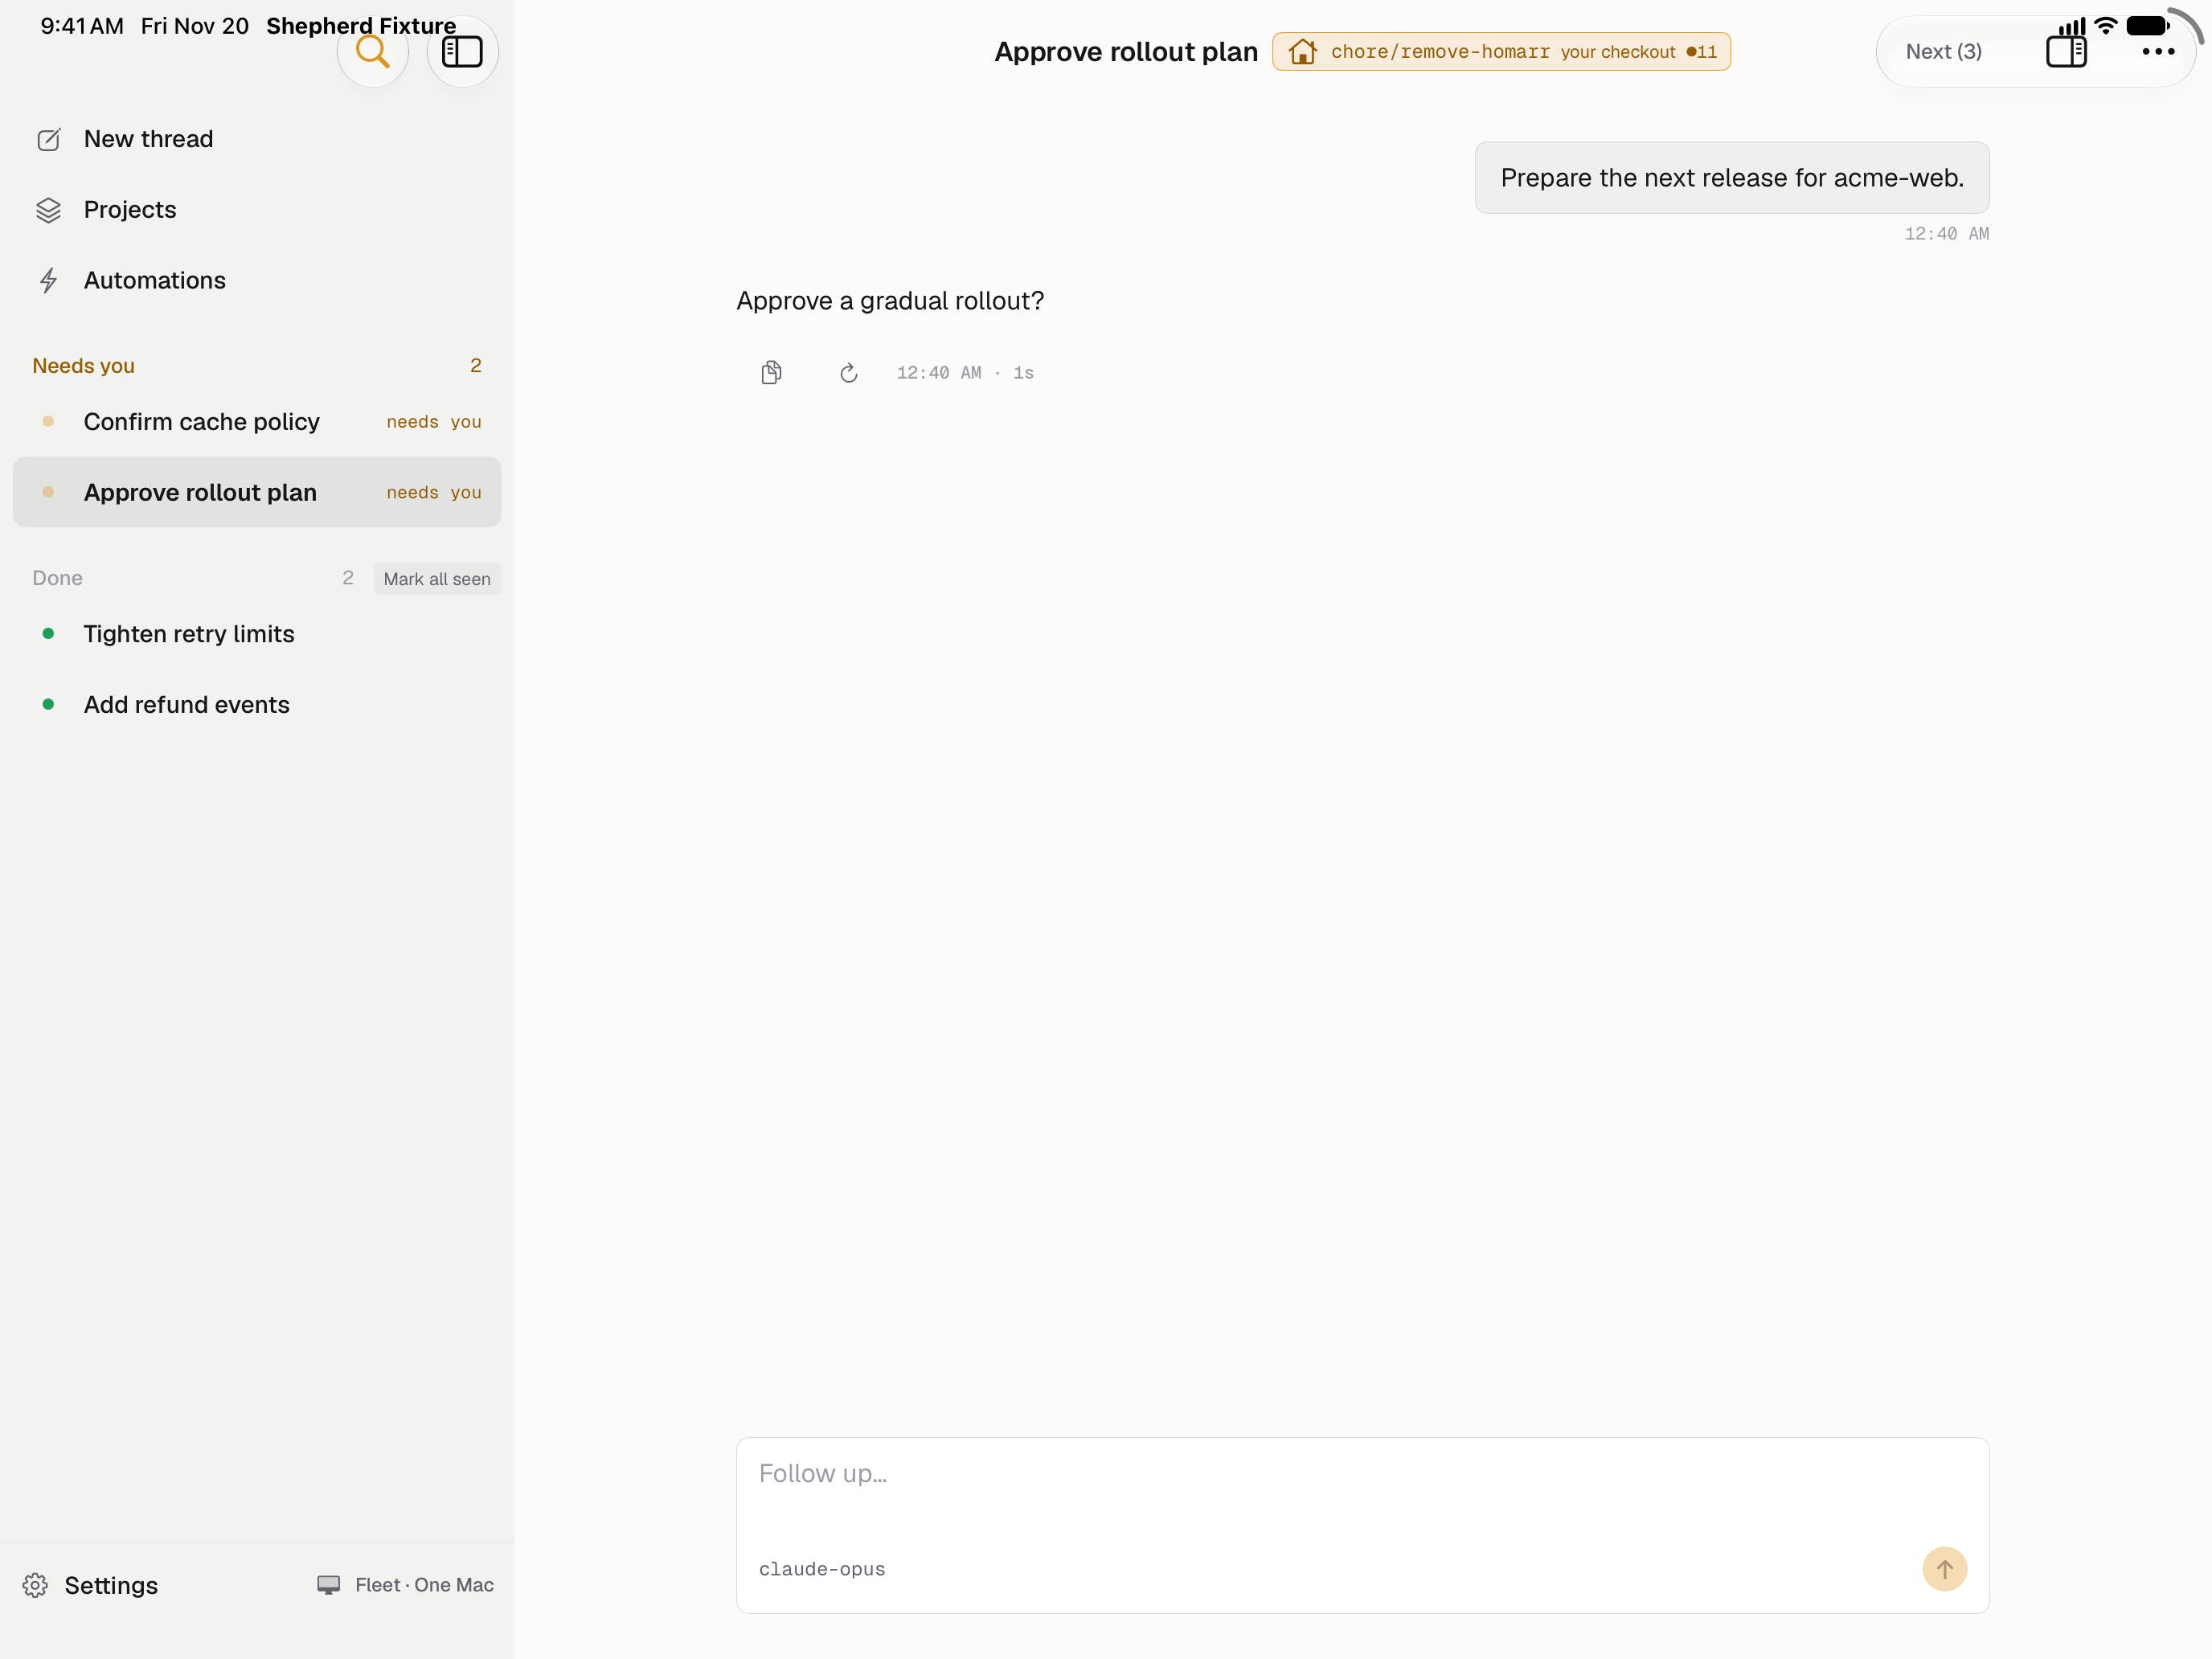 9:41 AM Fri Nov 20 Shepherd Fixture
New thread
Projects
Automations
Needs you 2
Confirm cache policy needs you
Approve rollout plan needs you
Done 2 Mark all seen
Tighten retry limits
Add refund events
Settings Fleet · One Mac
Approve rollout plan chore/remove-homarr your checkout ●11
Next (3)
Prepare the next release for acme-web.
12:40 AM
Approve a gradual rollout?
12:40 AM · 1s
Follow up...
claude-opus